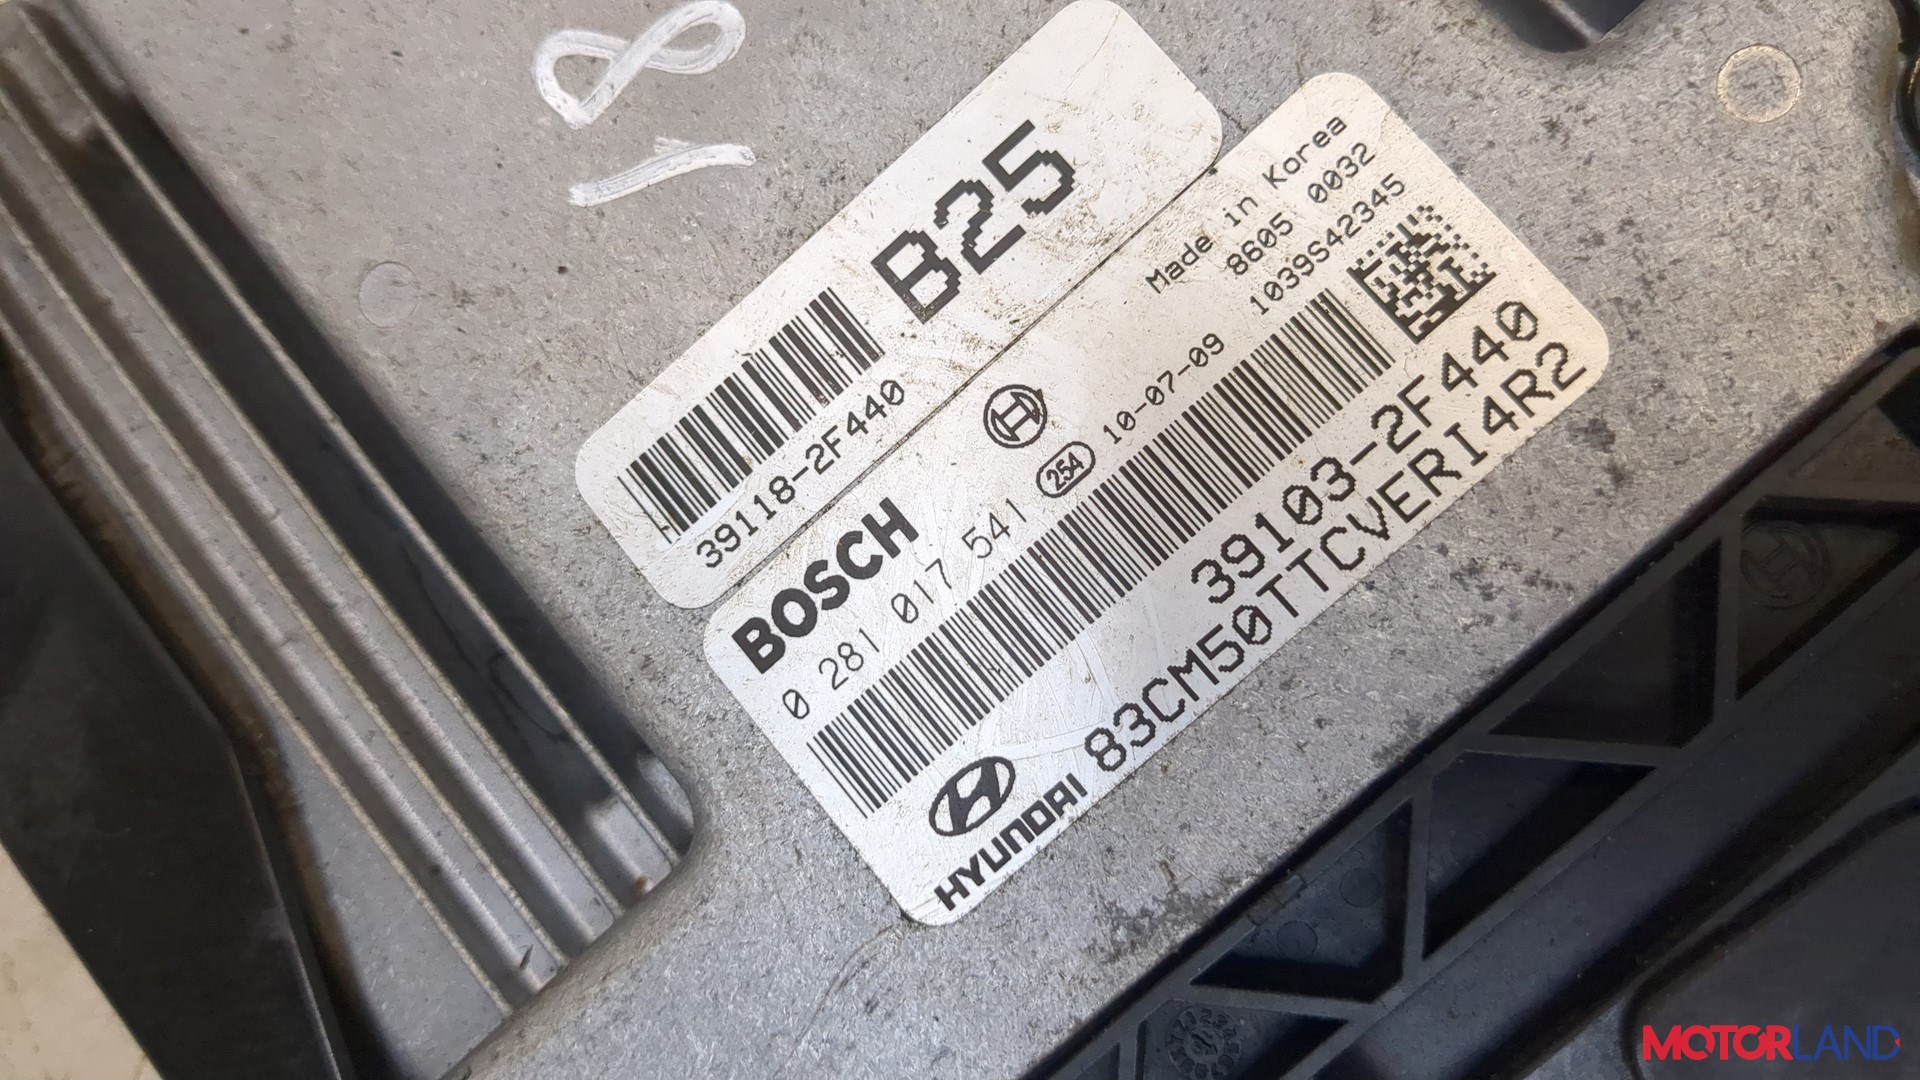 18
B25
39118-2F440
Made in Korea
8605 0032
1039S42345
BOSCH
0 281 017 541 254 10-07-09
39103-2F440
HYUNDAI 83CM50TTCVERI4R2
MOTORLAND